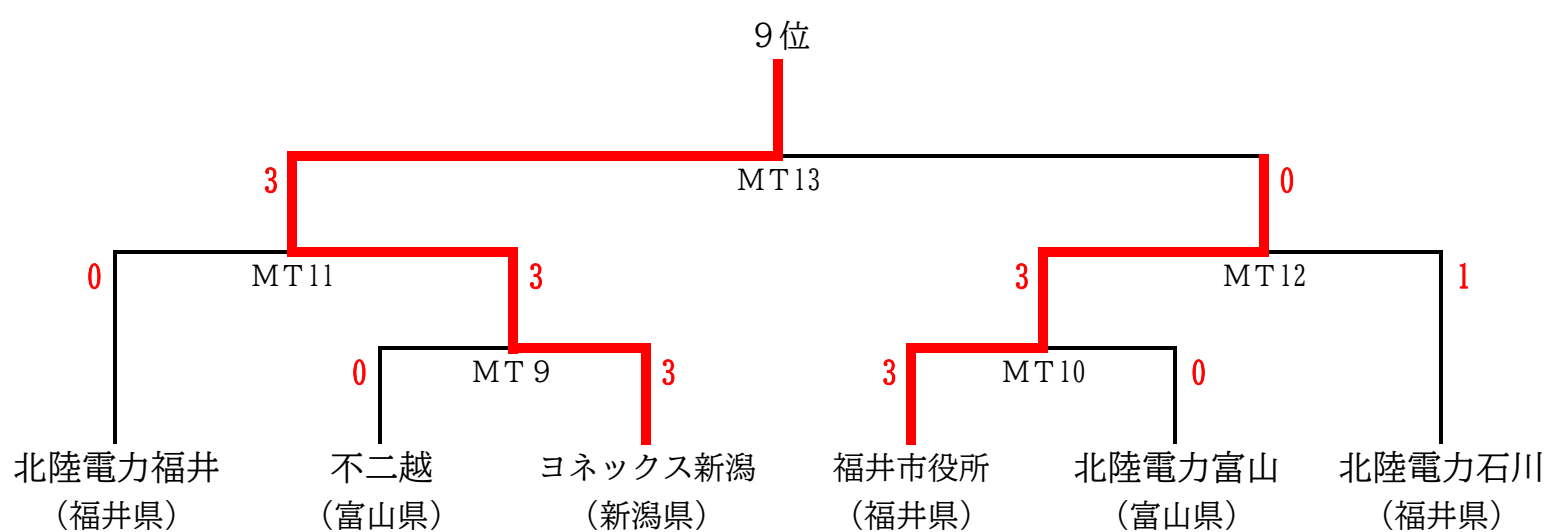 ９位
3
MT13
0
0
MT11
3
3
MT12
1
0
MT９
3
3
MT10
0
北陸電力福井
不二越
ヨネックス新潟
福井市役所
北陸電力富山
北陸電力石川
（福井県）
（富山県）
（新潟県）
（福井県）
（富山県）
（福井県）